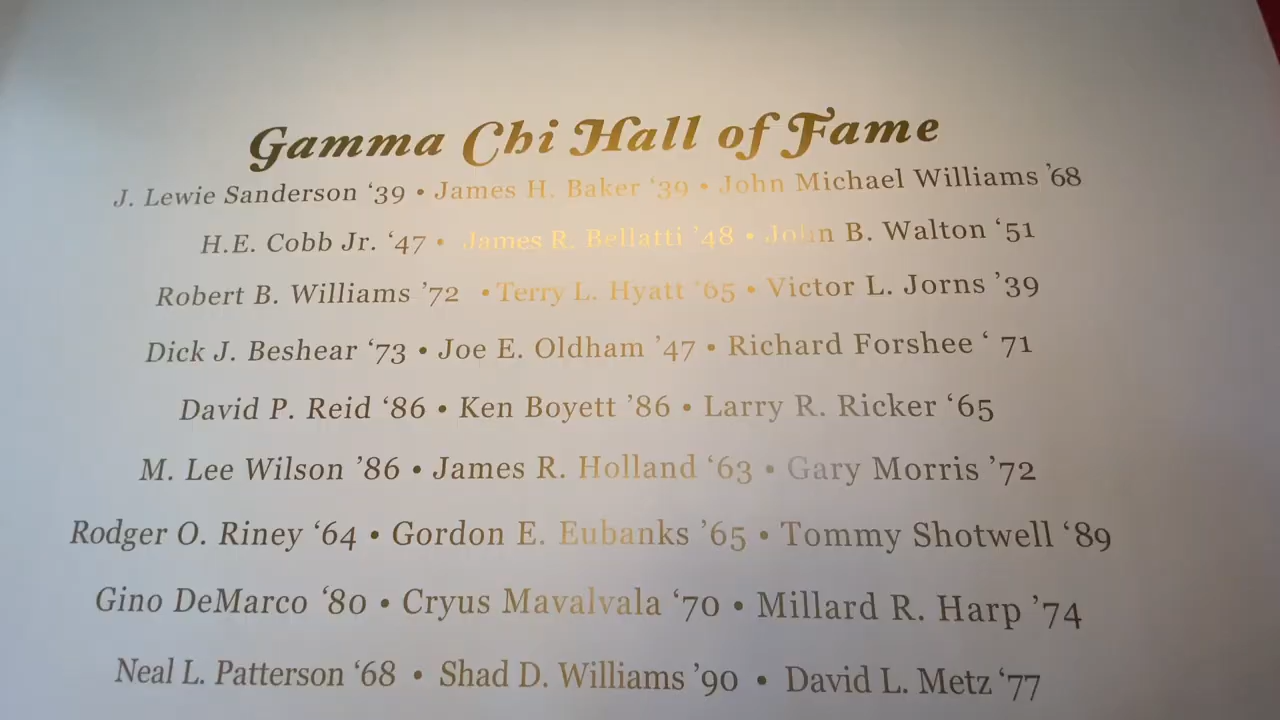 Gamma Chi Hall of Fame
J. Lewie Sanderson ‘39 • James H. Baker ‘39 • John Michael Williams ’68
H.E. Cobb Jr. ‘47 • James R. Bellatti ’48 • John B. Walton ‘51
Robert B. Williams ’72 • Terry L. Hyatt ‘65 • Victor L. Jorns ’39
Dick J. Beshear ‘73 • Joe E. Oldham ’47 • Richard Forshee ‘ 71
David P. Reid ‘86 • Ken Boyett ’86 • Larry R. Ricker ‘65
M. Lee Wilson ’86 • James R. Holland ‘63 • Gary Morris ’72
Rodger O. Riney ‘64 • Gordon E. Eubanks ’65 • Tommy Shotwell ‘89
Gino DeMarco ‘80 • Cryus Mavalvala ‘70 • Millard R. Harp ’74
Neal L. Patterson ‘68 • Shad D. Williams ’90 • David L. Metz ‘77